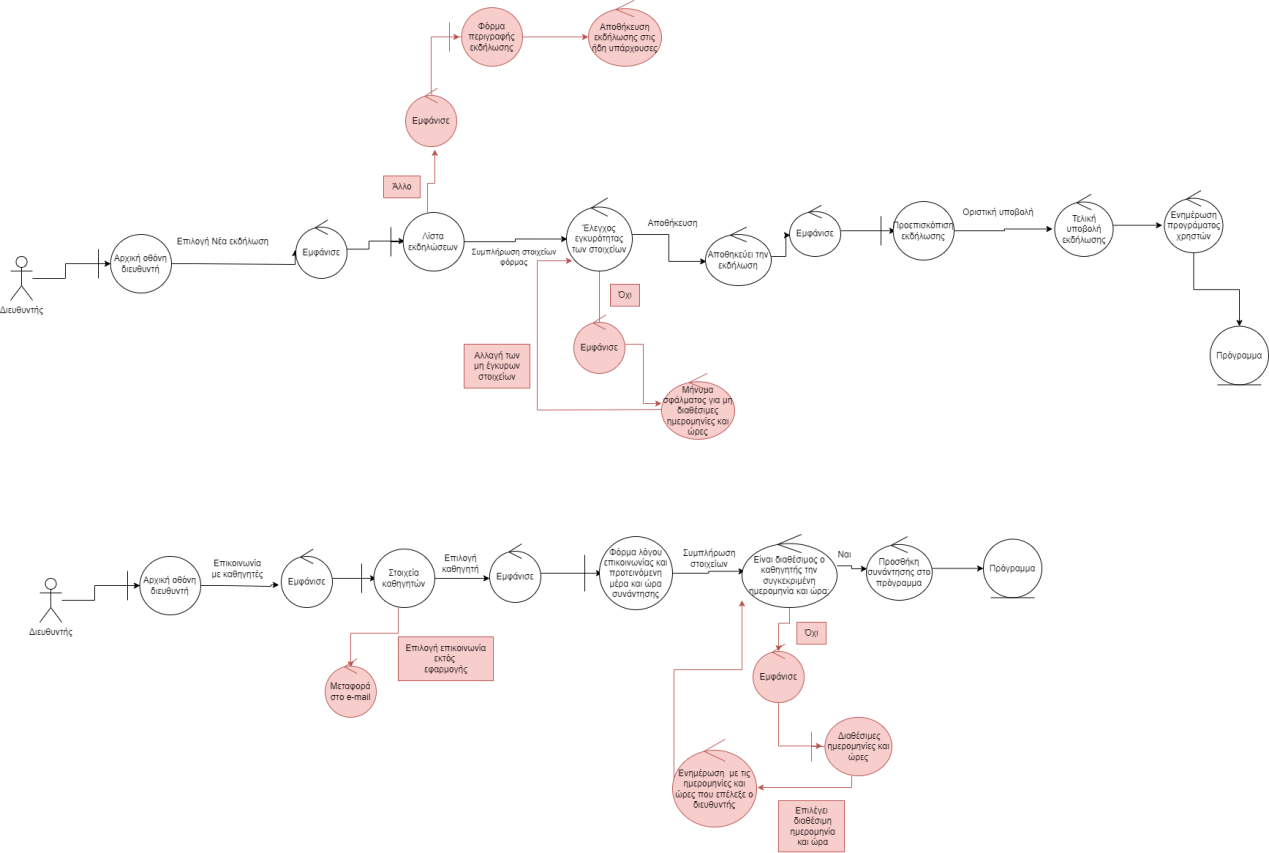 Φόρμα
περιγραφής
εκδήλωσης
Αποθήκευση
εκδήλωσης στις
ήδη υπάρχουσες
Εμφάνισε
Άλλο
Διευθυντής
Αρχική οθόνη
διευθυντή
Επιλογή Νέα εκδήλωση
Εμφάνισε
Λίστα
εκδηλώσεων
Συμπλήρωση στοιχείων
φόρμας
Έλεγχος
εγκυρότητας
των στοιχείων
Αποθήκευση
Αποθηκεύει την
εκδήλωση
Εμφάνισε
Προεπισκόπιση
εκδήλωσης
Οριστική υποβολή
Τελική
υποβολή
εκδήλωσης
Ενημέρωση
προγράματος
χρηστών
Πρόγραμμα
Όχι
Εμφάνισε
Αλλαγή των
μη έγκυρων
στοιχείων
Μήνυμα
σφάλματος για μη
διαθέσιμες
ημερομηνίες και
ώρες
Διευθυντής
Αρχική οθόνη
διευθυντή
Επικοινωνία
με καθηγητές
Εμφάνισε
Στοιχεία
καθηγητών
Επιλογή
καθηγητή
Εμφάνισε
Φόρμα λόγου
επικοινωνίας και
προτεινόμενη
μέρα και ώρα
συνάντησης
Συμπλήρωση
στοιχείων
Είναι διαθέσιμος ο
καθηγητής την
συγκεκριμένη
ημερομηνία και ώρα;
Ναι
Προσθήκη
συνάντησης στο
πρόγραμμα
Πρόγραμμα
Επιλογή επικοινωνία
εκτός
εφαρμογής
Μεταφορά
στο e-mail
Όχι
Εμφάνισε
Διαθέσιμες
ημερομηνίες και
ώρες
Επιλέγει
διαθέσιμη
ημερομηνία
και ώρα
Ενημέρωση με τις
ημερομηνίες και
ώρες που επέλεξε ο
διευθυντής